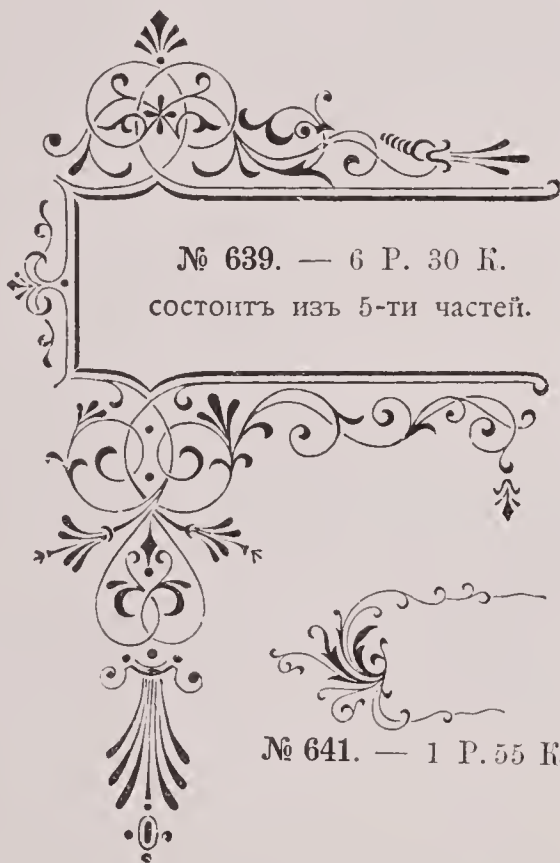 № 639. — 6 Р. 30 К.
состоитъ изъ 5-ти частей.
№ 641. — 1 Р. 55 К